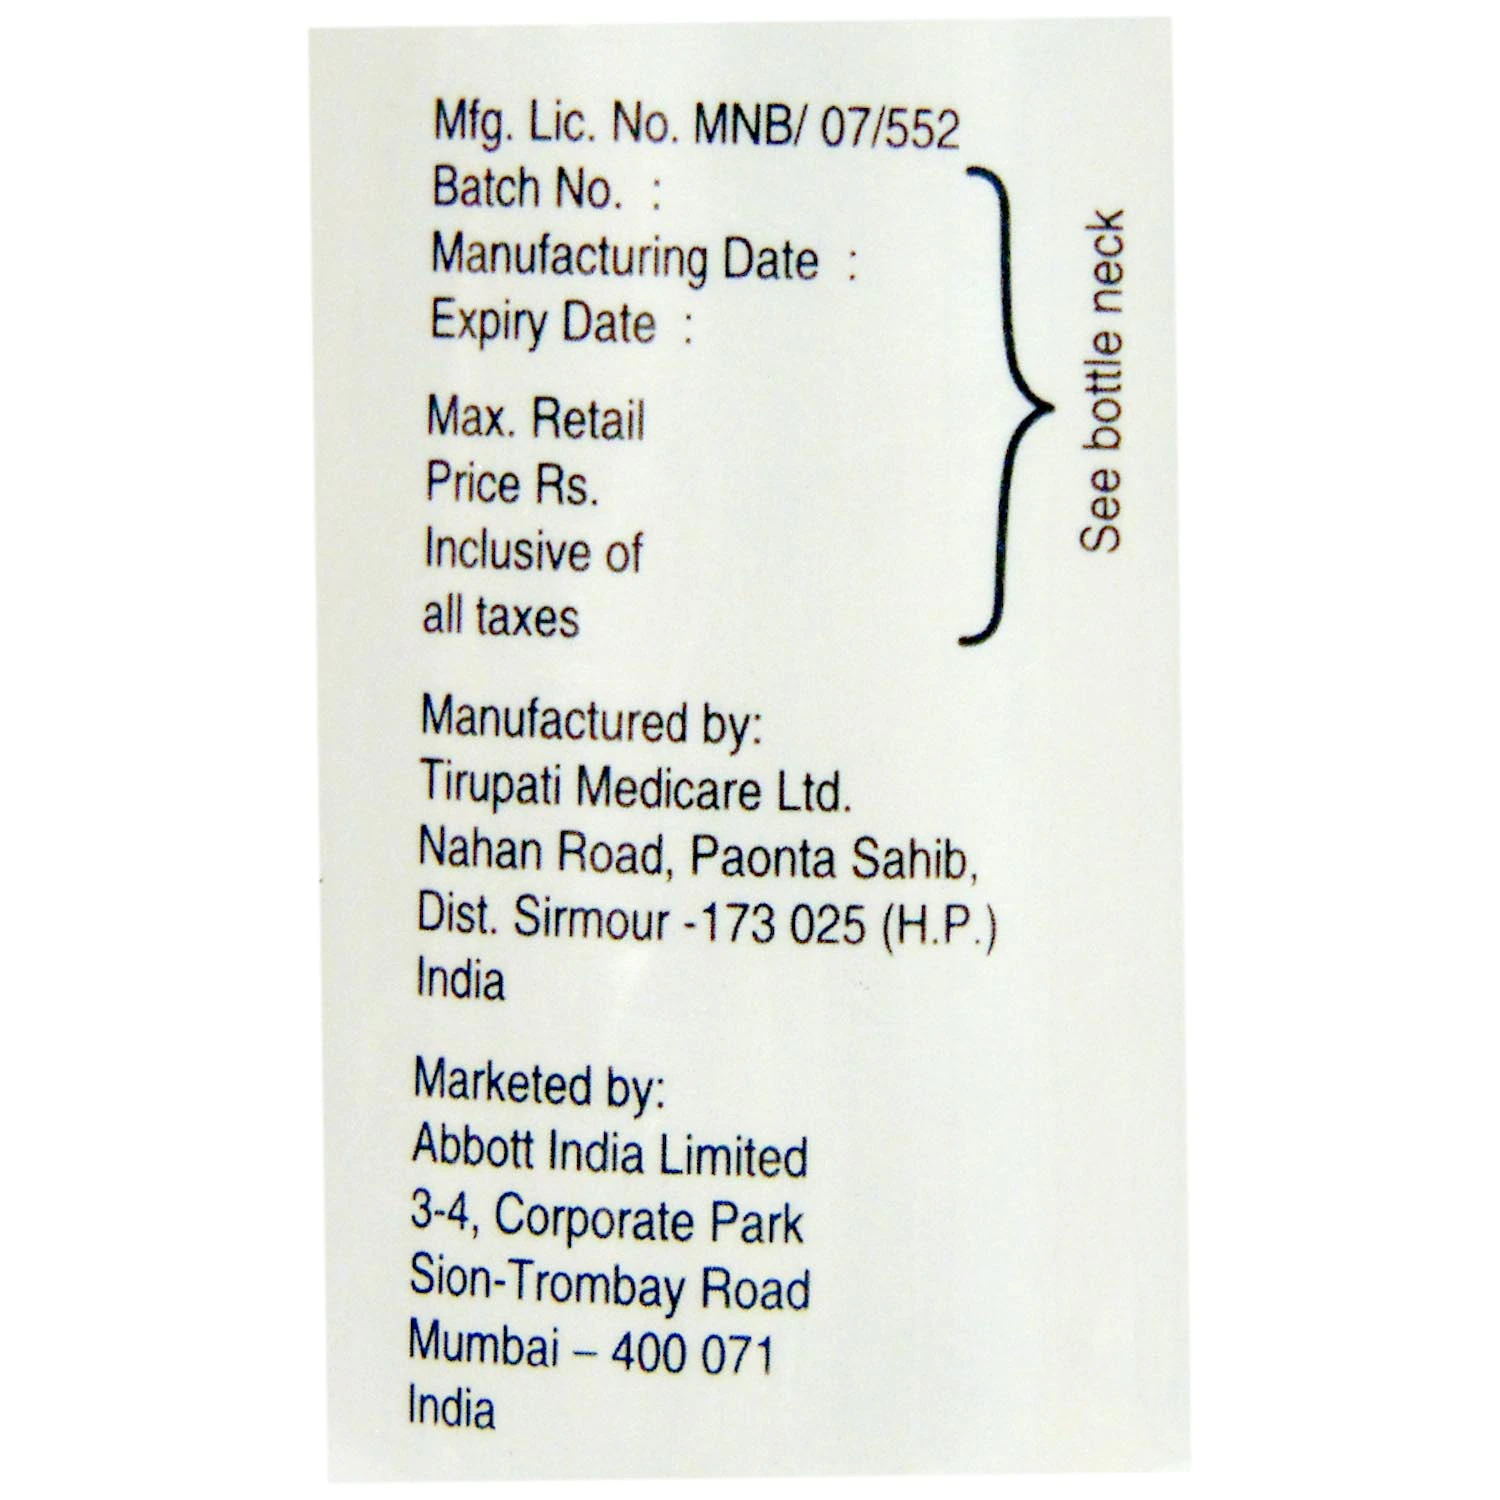 Mfg. Lic. No. MNB/ 07/552
Batch No. :
Manufacturing Date :
Expiry Date :
Max. Retail
Price Rs.
Inclusive of
all taxes
See bottle neck
Manufactured by:
Tirupati Medicare Ltd.
Nahan Road, Paonta Sahib,
Dist. Sirmour -173 025 (H.P.)
India
Marketed by:
Abbott India Limited
3-4, Corporate Park
Sion-Trombay Road
Mumbai – 400 071
India